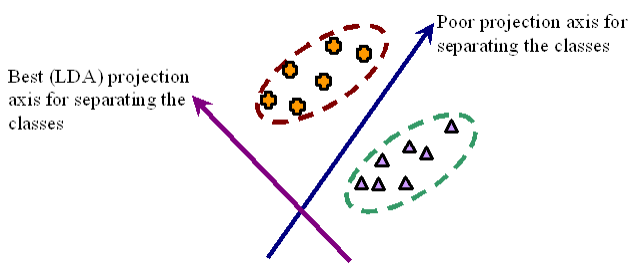 Poor projection axis for
separating the classes
Best (LDA) projection
axis for separating the
classes